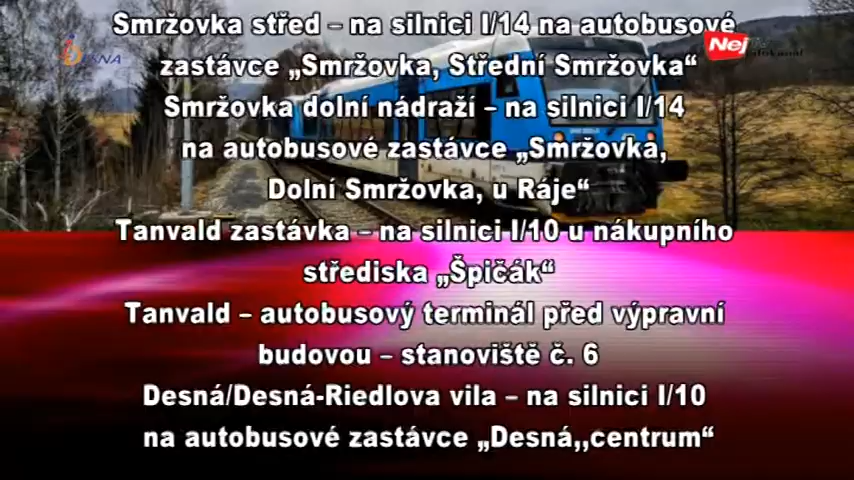 Smržovka střed – na silnici I/14 na autobusové
zastávce „Smržovka, Střední Smržovka“
Smržovka dolní nádraží – na silnici I/14
na autobusové zastávce „Smržovka,
Dolní Smržovka, u Ráje“
Tanvald zastávka – na silnici I/10 u nákupního
střediska „Špičák“
Tanvald – autobusový terminál před výpravní
budovou – stanoviště č. 6
Desná/Desná-Riedlova vila – na silnici I/10
na autobusové zastávce „Desná,,centrum“
Nej